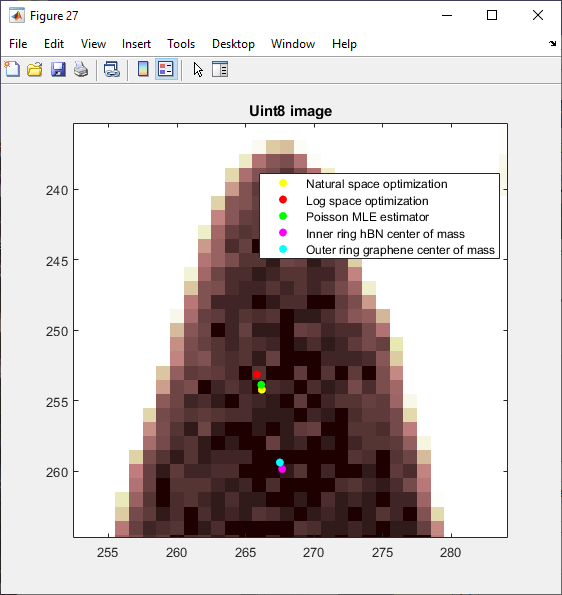 Figure 27
File Edit View Insert Tools Desktop Window Help
Uint8 image
Natural space optimization
Log space optimization
Poisson MLE estimator
Inner ring hBN center of mass
Outer ring graphene center of mass
240
245
250
255
260
255 260 265 270 275 280